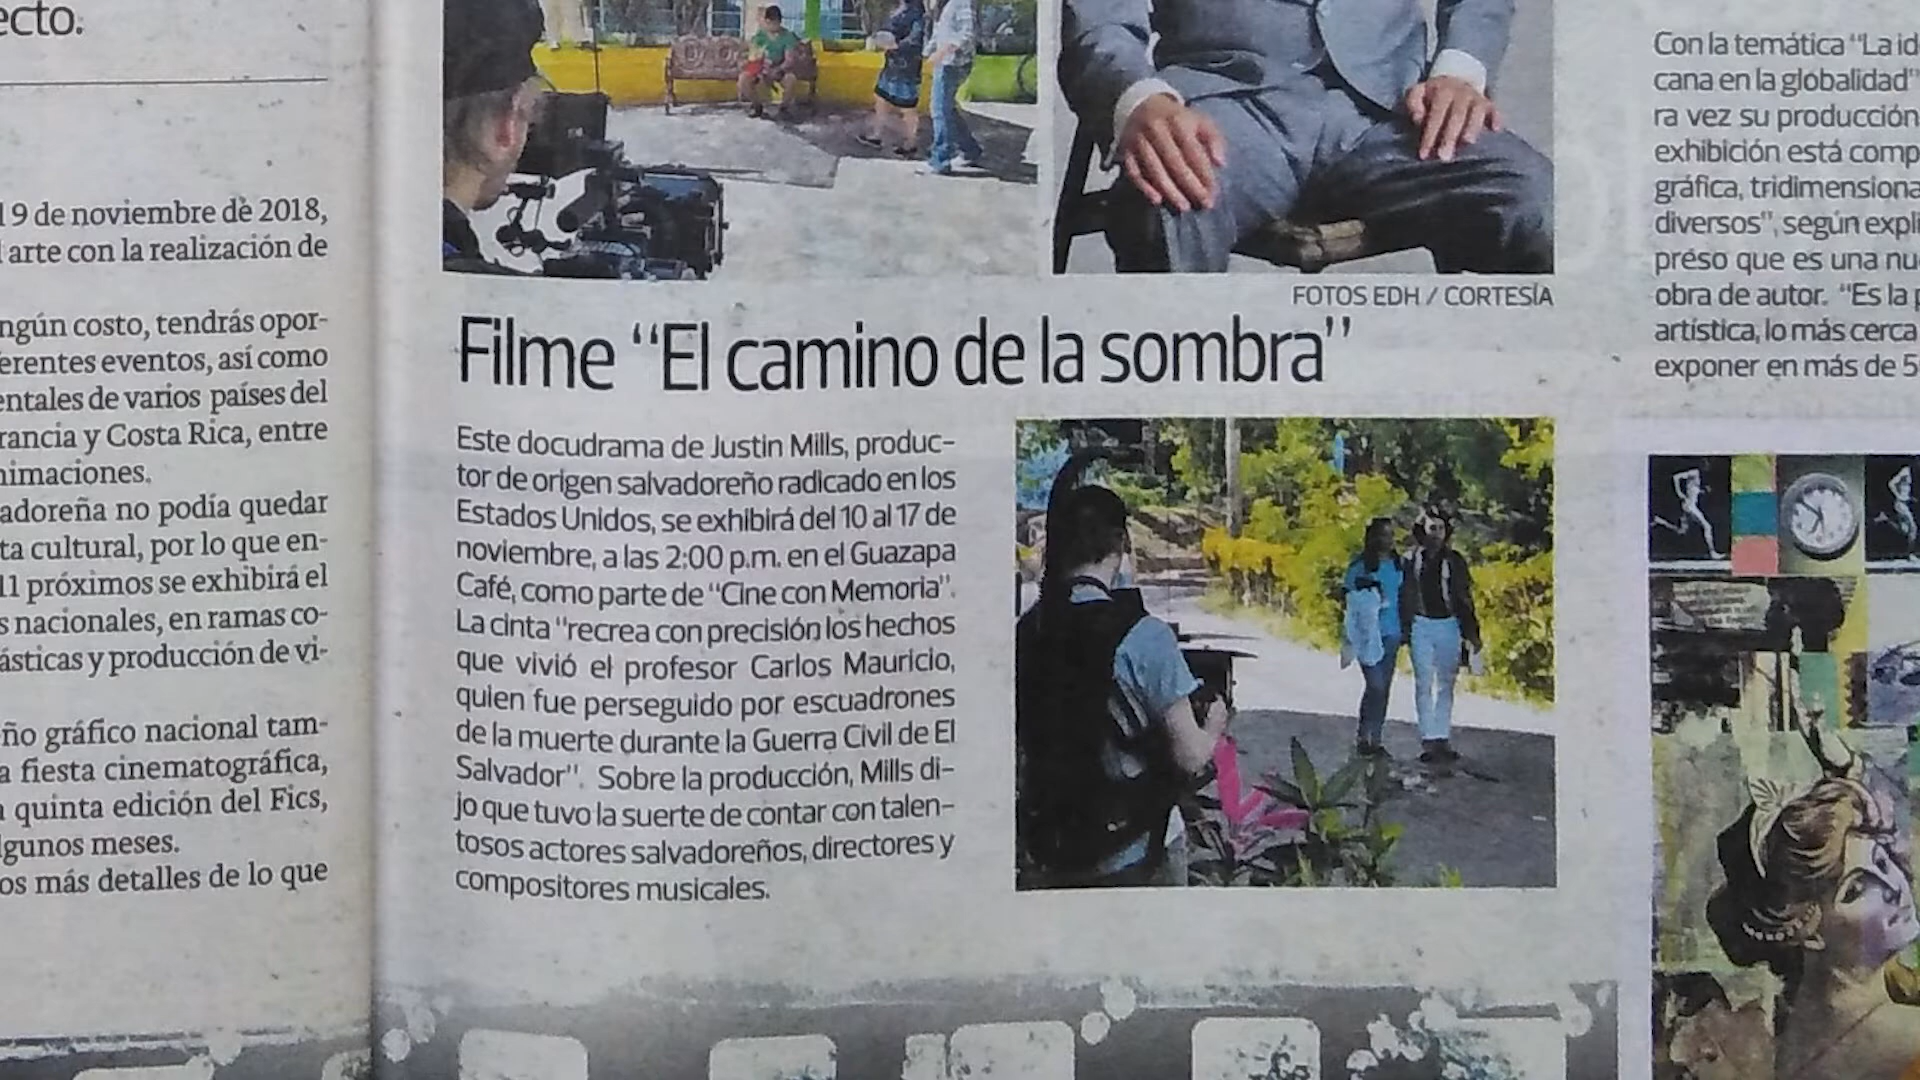 ecto.
l 9 de noviembre de 2018,
l arte con la realización de
ngún costo, tendrás opor-
ferentes eventos, así como
entales de varios países del
rancia y Costa Rica, entre
nimaciones.
adoreña no podía quedar
ta cultural, por lo que en-
11 próximos se exhibirá el
s nacionales, en ramas co-
ásticas y producción de vi-
ño gráfico nacional tam-
a fiesta cinematográfica,
a quinta edición del Fics,
lgunos meses.
os más detalles de lo que
FOTOS EDH / CORTESÍA
Filme “El camino de la sombra”
Este docudrama de Justin Mills, produc-
tor de origen salvadoreño radicado en los
Estados Unidos, se exhibirá del 10 al 17 de
noviembre, a las 2:00 p.m. en el Guazapa
Café, como parte de “Cine con Memoria”.
La cinta “recrea con precisión los hechos
que vivió el profesor Carlos Mauricio,
quien fue perseguido por escuadrones
de la muerte durante la Guerra Civil de El
Salvador”. Sobre la producción, Mills di-
jo que tuvo la suerte de contar con talen-
tosos actores salvadoreños, directores y
compositores musicales.
Con la temática “La id
cana en la globalidad”
ra vez su producción
exhibición está comp
gráfica, tridimensiona
diversos”, según expli
préso que es una nu
obra de autor. “Es la p
artística, lo más cerca
exponer en más de 5